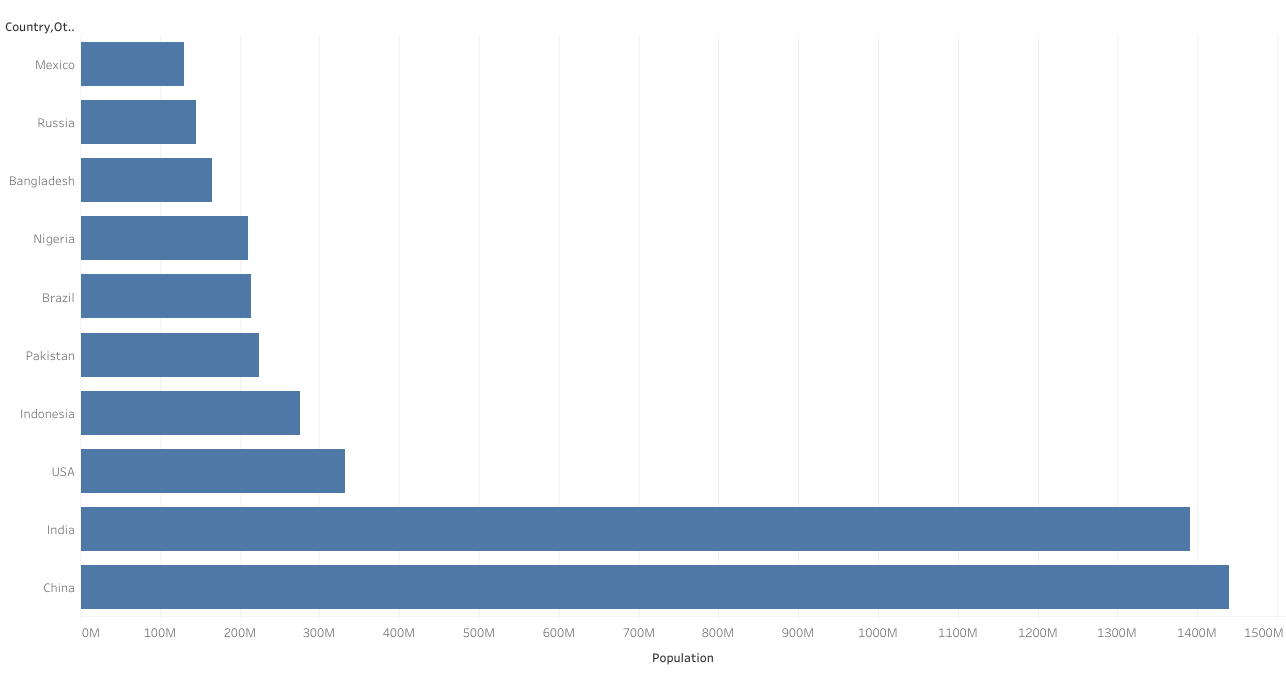 Country,Ot..
Mexico
Russia
Bangladesh
Nigeria
Brazil
Pakistan
Indonesia
USA
India
China
0M 100M 200M 300M 400M 500M 600M 700M 800M 900M 1000M 1100M 1200M 1300M 1400M 1500M
Population